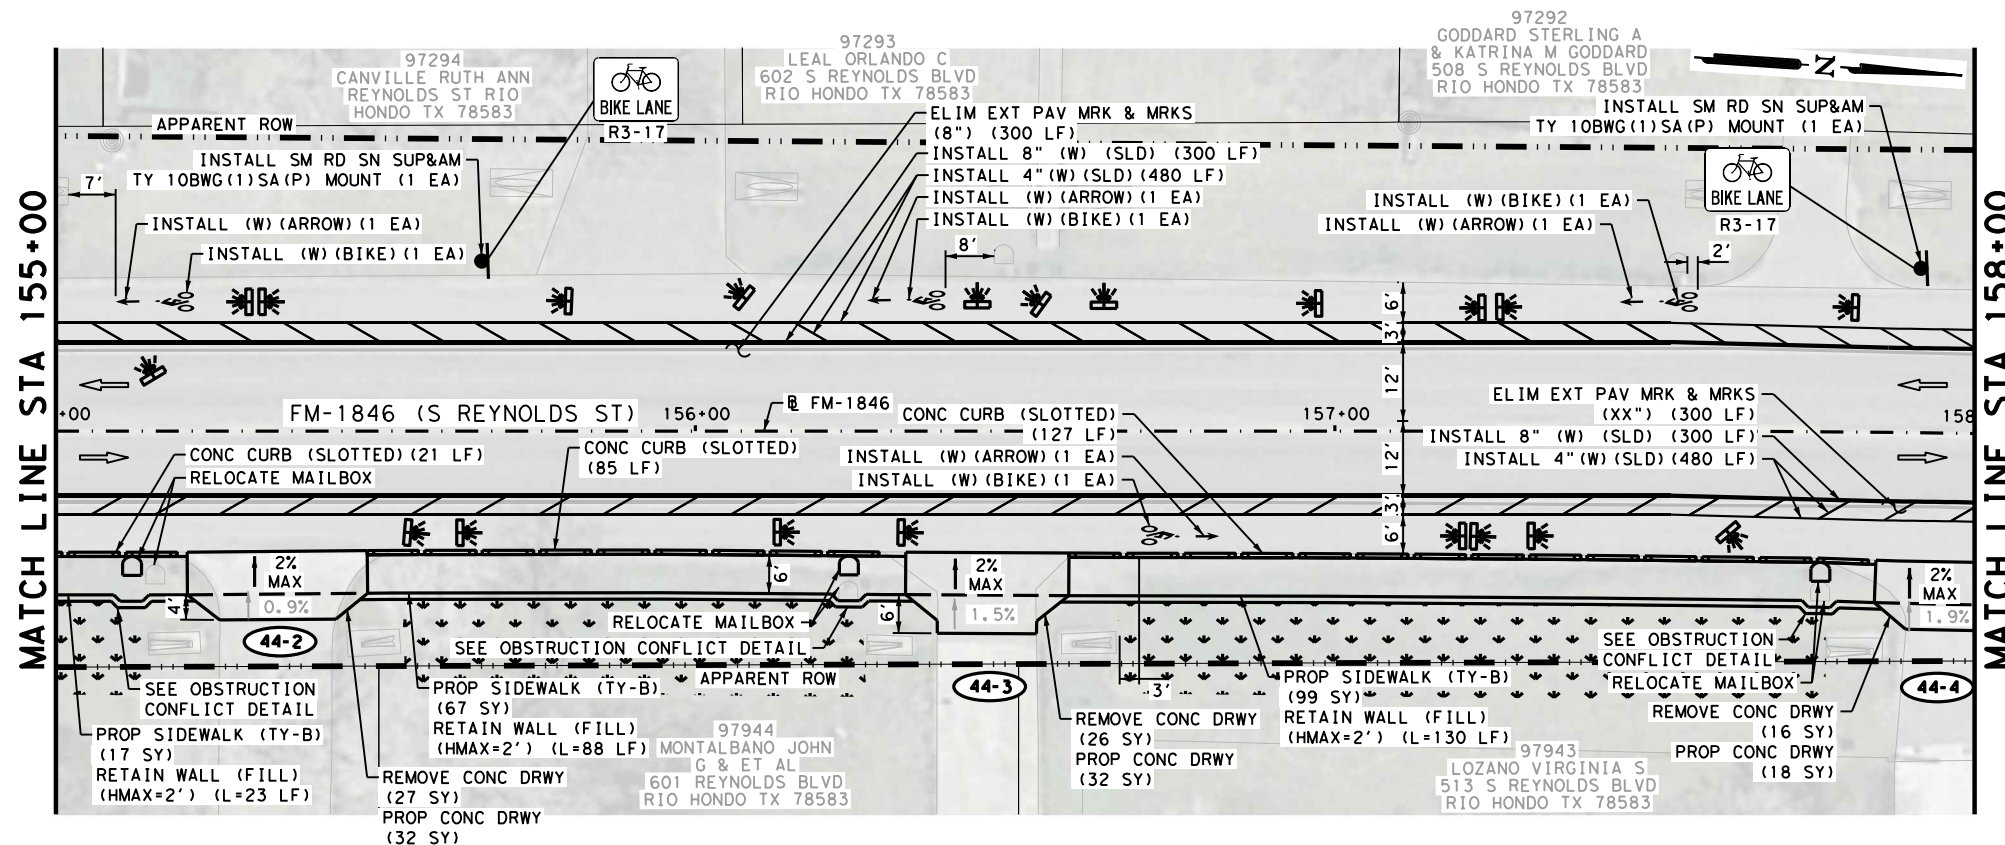 97292
GODDARD STERLING A
& KATRINA M GODDARD
508 S REYNOLDS BLVD
RIO HONDO TX 78583
97293
LEAL ORLANDO C
602 S REYNOLDS BLVD
RIO HONDO TX 78583
97294
CANVILLE RUTH ANN
REYNOLDS ST RIO
HONDO TX 78583
N
BIKE LANE
R3-17
APPARENT ROW
INSTALL SM RD SN SUP&AM
TY 10BWG(1)SA(P) MOUNT (1 EA)
7'
INSTALL (W)(ARROW)(1 EA)
INSTALL (W)(BIKE)(1 EA)
ELIM EXT PAV MRK & MRKS
(8") (300 LF)
INSTALL 8" (W) (SLD) (300 LF)
INSTALL 4"(W)(SLD)(480 LF)
INSTALL (W)(ARROW)(1 EA)
INSTALL (W)(BIKE)(1 EA)
8'
INSTALL SM RD SN SUP&AM
TY 10BWG(1)SA(P) MOUNT (1 EA)
BIKE LANE
R3-17
INSTALL (W)(BIKE)(1 EA)
INSTALL (W)(ARROW)(1 EA)
2'
MATCH LINE STA 155+00
MATCH LINE STA 158+00
6'
3'
12'
12'
3'
6'
+00
FM-1846 (S REYNOLDS ST)
156+00
BL FM-1846
157+00
158
CONC CURB (SLOTTED)
(127 LF)
INSTALL (W)(ARROW)(1 EA)
INSTALL (W)(BIKE)(1 EA)
ELIM EXT PAV MRK & MRKS
(XX") (300 LF)
INSTALL 8" (W) (SLD) (300 LF)
INSTALL 4"(W)(SLD)(480 LF)
CONC CURB (SLOTTED)(21 LF)
RELOCATE MAILBOX
CONC CURB (SLOTTED)
(85 LF)
2%
MAX
0.9%
4'
44-2
6'
6'
RELOCATE MAILBOX
SEE OBSTRUCTION CONFLICT DETAIL
APPARENT ROW
2%
MAX
1.5%
44-3
3'
SEE OBSTRUCTION
CONFLICT DETAIL
RELOCATE MAILBOX
2%
MAX
1.9%
44-4
SEE OBSTRUCTION
CONFLICT DETAIL
PROP SIDEWALK (TY-B)
(17 SY)
RETAIN WALL (FILL)
(HMAX=2') (L=23 LF)
PROP SIDEWALK (TY-B)
(67 SY)
RETAIN WALL (FILL)
(HMAX=2') (L=88 LF)
REMOVE CONC DRWY
(27 SY)
PROP CONC DRWY
(32 SY)
97944
MONTALBANO JOHN
G & ET AL
601 REYNOLDS BLVD
RIO HONDO TX 78583
REMOVE CONC DRWY
(26 SY)
PROP CONC DRWY
(32 SY)
PROP SIDEWALK (TY-B)
(99 SY)
RETAIN WALL (FILL)
(HMAX=2') (L=130 LF)
97943
LOZANO VIRGINIA S
513 S REYNOLDS BLVD
RIO HONDO TX 78583
REMOVE CONC DRWY
(16 SY)
PROP CONC DRWY
(18 SY)